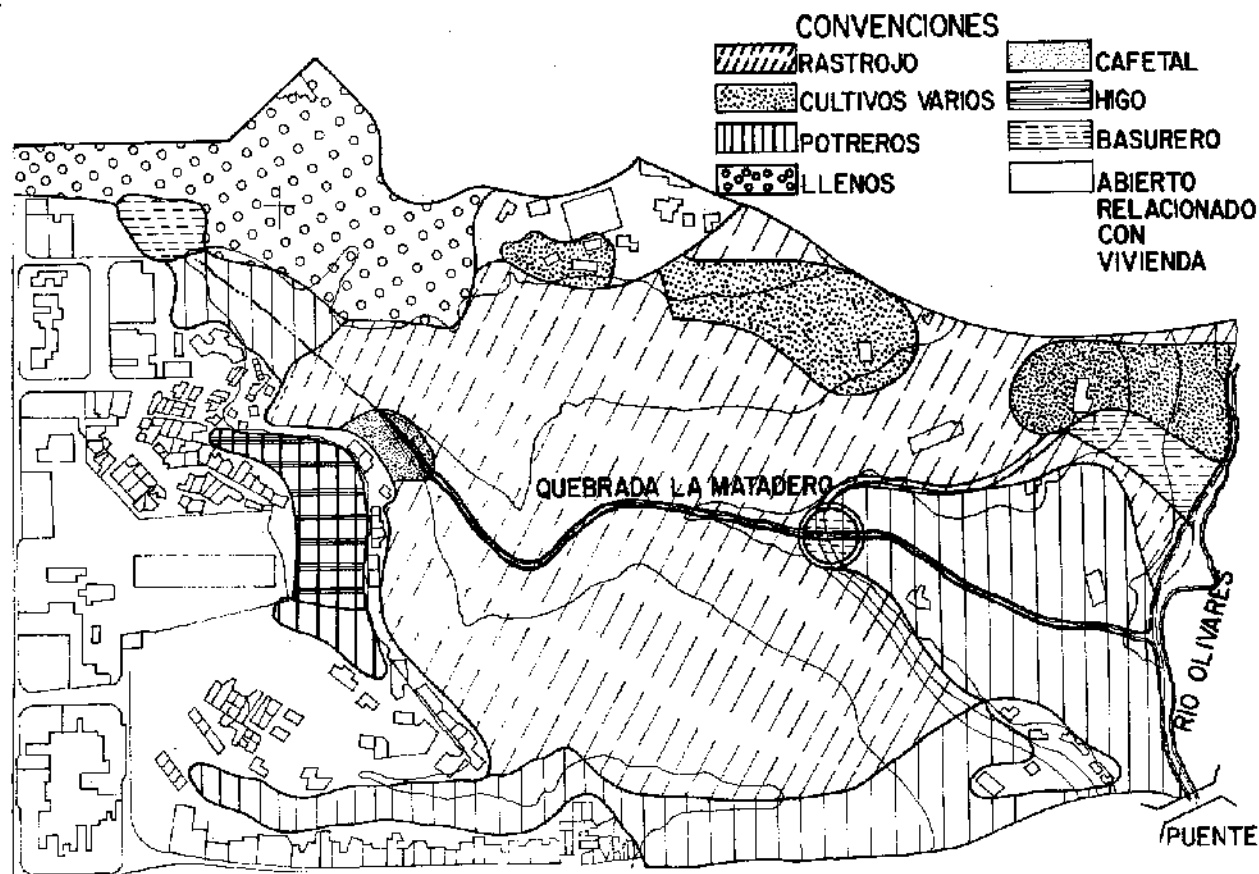 CONVENCIONES
RASTROJO
CULTIVOS VARIOS
POTREROS
LLENOS
CAFETAL
HIGO
BASURERO
ABIERTO
RELACIONADO
CON
VIVIENDA
QUEBRADA LA MATADERO
RIO OLIVARES
PUENTE